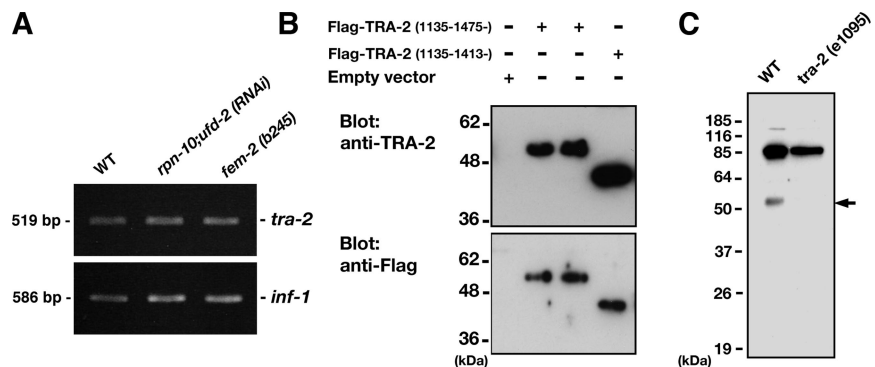 A
WT
rpn-10;ufd-2 (RNAi)
fem-2 (b245)
519 bp -
- tra-2
586 bp -
- inf-1
B
Flag-TRA-2 (1135-1475-) - + + -
Flag-TRA-2 (1135-1413-) - - - +
Empty vector + - - -
Blot:
anti-TRA-2
62 -
48 -
36 -
Blot:
anti-Flag
62 -
48 -
36 -
(kDa)
C
WT
tra-2 (e1095)
185 -
116 -
85 -
64 -
50 -
37 -
26 -
19 -
(kDa)